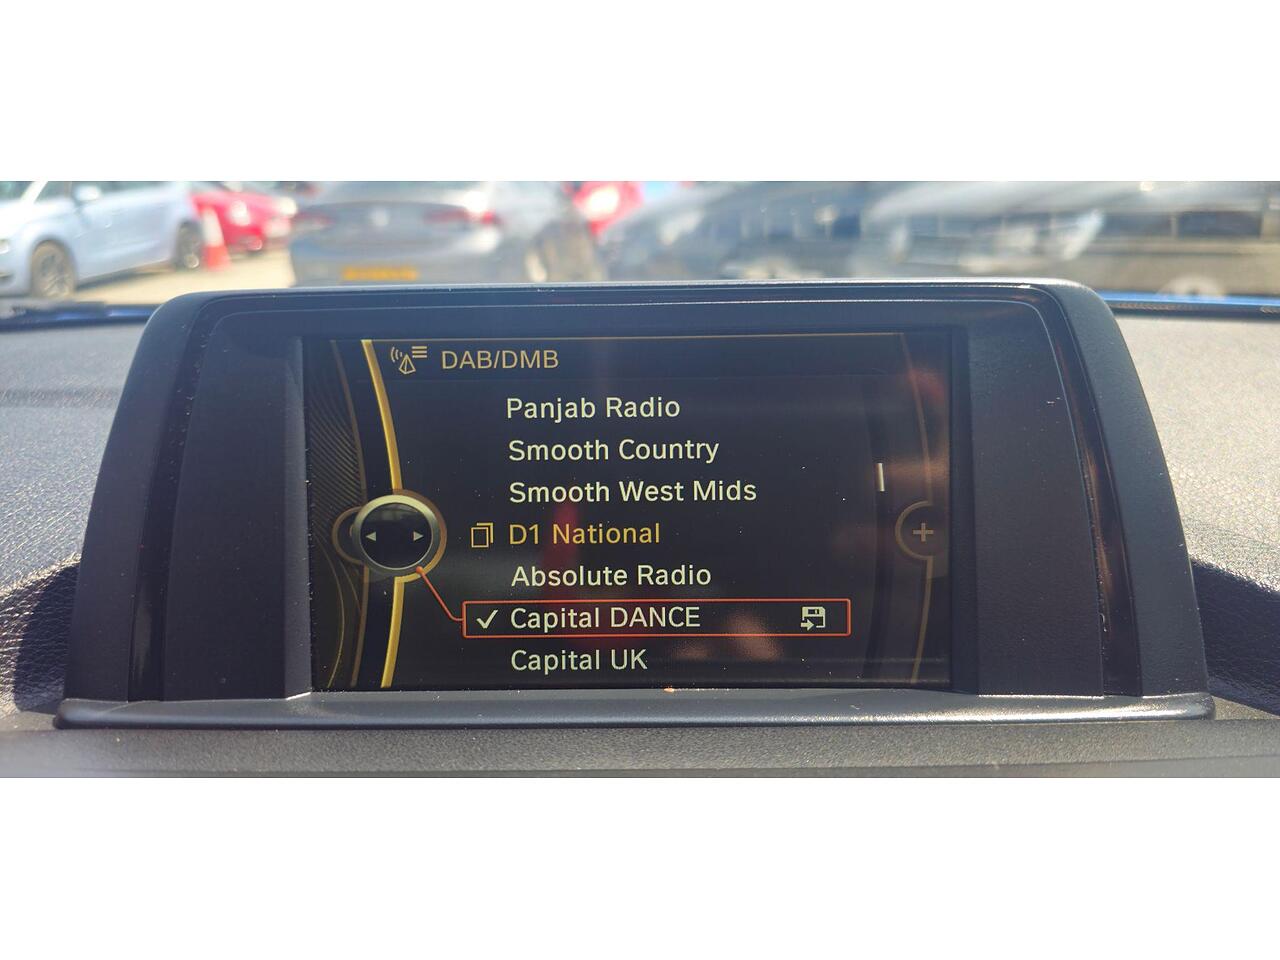 DAB/DMB
Panjab Radio
Smooth Country
Smooth West Mids
D1 National
Absolute Radio
Capital DANCE
Capital UK